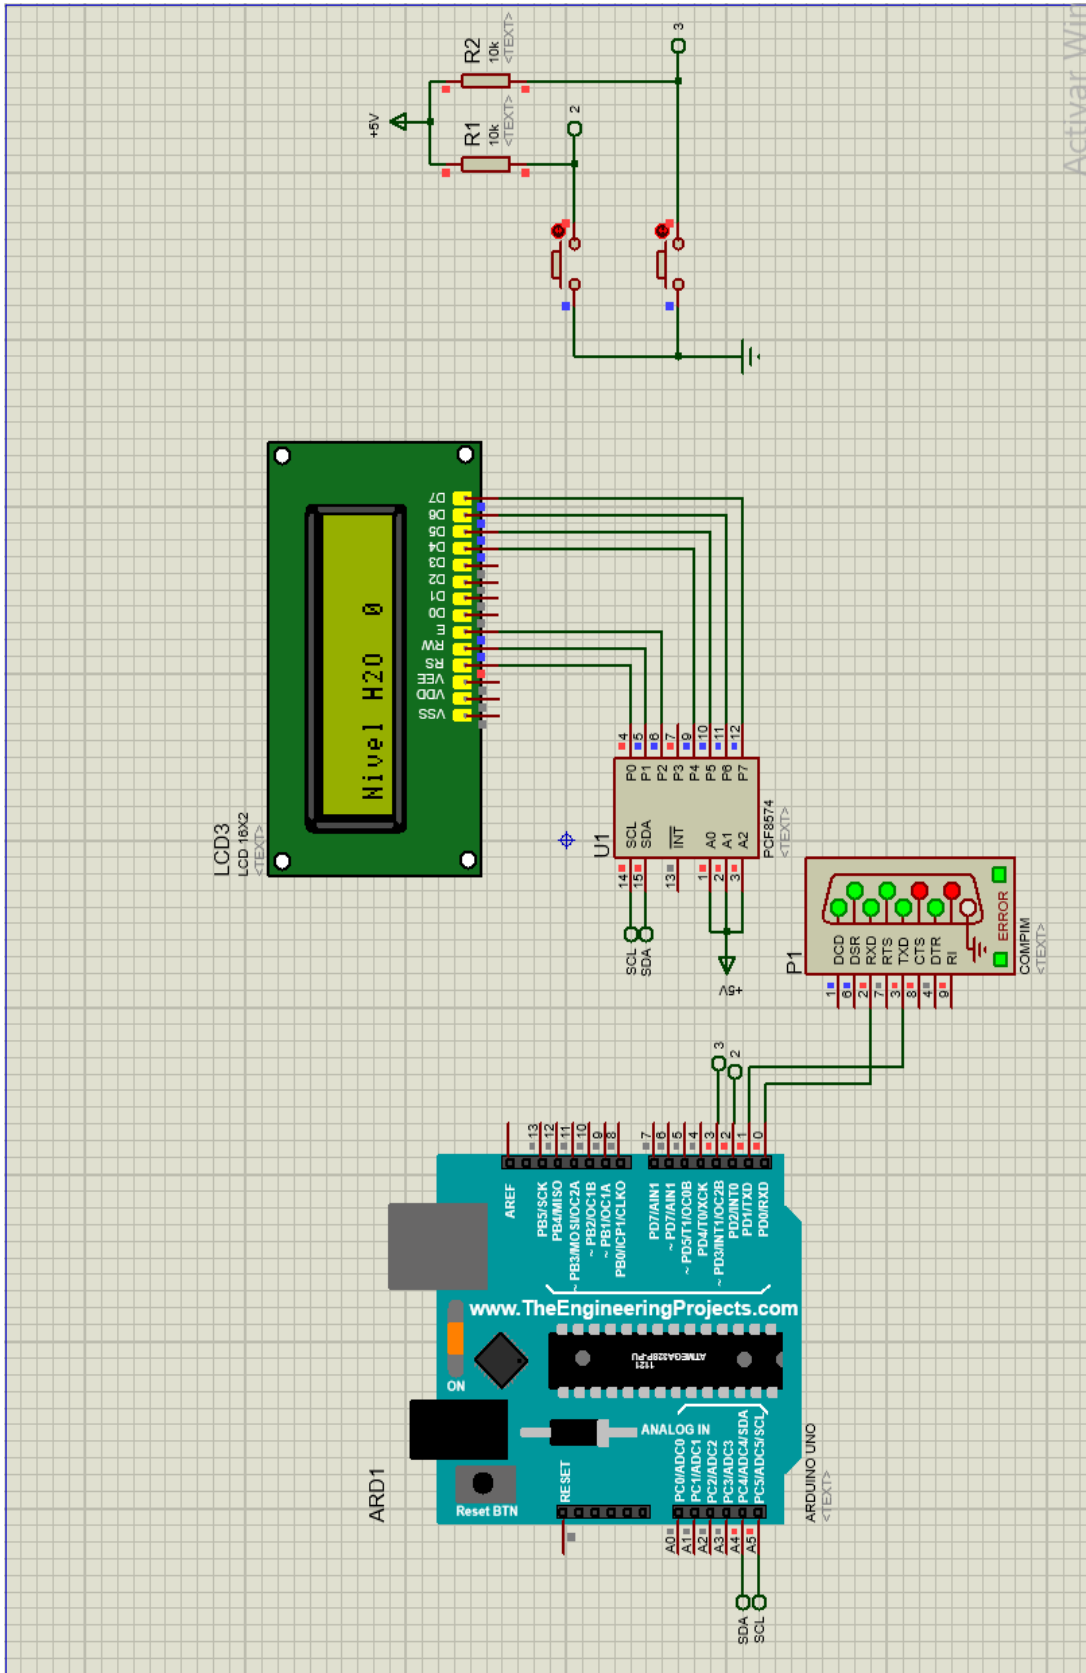 Activar Win
R2
10k
<TEXT>
R1
10k
<TEXT>
+5V
2
3
LCD3
LCD 16X2
<TEXT>
Nivel H2O 0
VSS
VDD
VEE
RS
RW
E
D0
D1
D2
D3
D4
D5
D6
D7
U1
PCF8574
<TEXT>
SCL
SDA
INT
A0
A1
A2
P0
P1
P2
P3
P4
P5
P6
P7
14
15
13
1
2
3
4
5
6
7
9
10
11
12
SCL
SDA
+5V
P1
COMPIM
<TEXT>
ERROR
DCD
DSR
RXD
RTS
TXD
CTS
DTR
RI
1
6
2
7
3
8
4
9
3
2
ARD1
ARDUINO UNO
<TEXT>
www.TheEngineeringProjects.com
ATMEGA328P-PU
1121
ON
ANALOG IN
Reset BTN
RESET
AREF
PB5/SCK
PB4/MISO
~ PB3/MOSI/OC2A
~ PB2/OC1B
~ PB1/OC1A
PB0/ICP1/CLKO
PD7/AIN1
~ PD7/AIN1
~ PD5/T1/OC0B
PD4/T0/XCK
~ PD3/INT1/OC2B
PD2/INT0
PD1/TXD
PD0/RXD
13
12
11
10
9
8
7
6
5
4
3
2
1
0
PC0/ADC0
PC1/ADC1
PC2/ADC2
PC3/ADC3
PC4/ADC4/SDA
PC5/ADC5/SCL
A0
A1
A2
A3
A4
A5
SDA
SCL